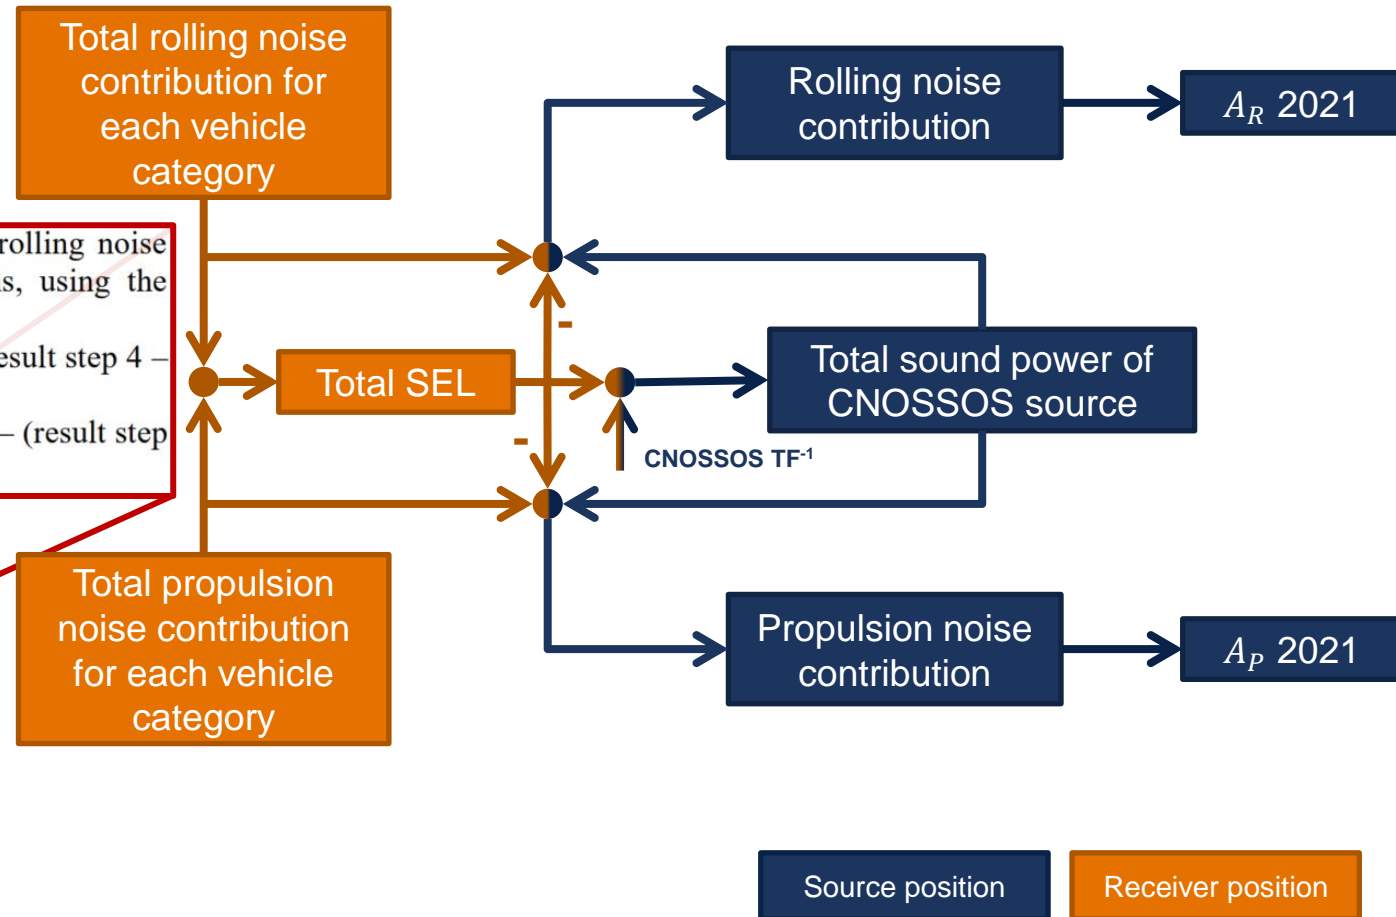 Total rolling noise
contribution for
each vehicle
category
rolling noise
using the
result step 4 –
– (result step
Total propulsion
noise contribution
for each vehicle
category
Total SEL
-
-
CNOSSOS TF⁻¹
Rolling noise
contribution
A_R 2021
Total sound power of
CNOSSOS source
Propulsion noise
contribution
A_P 2021
Source position
Receiver position